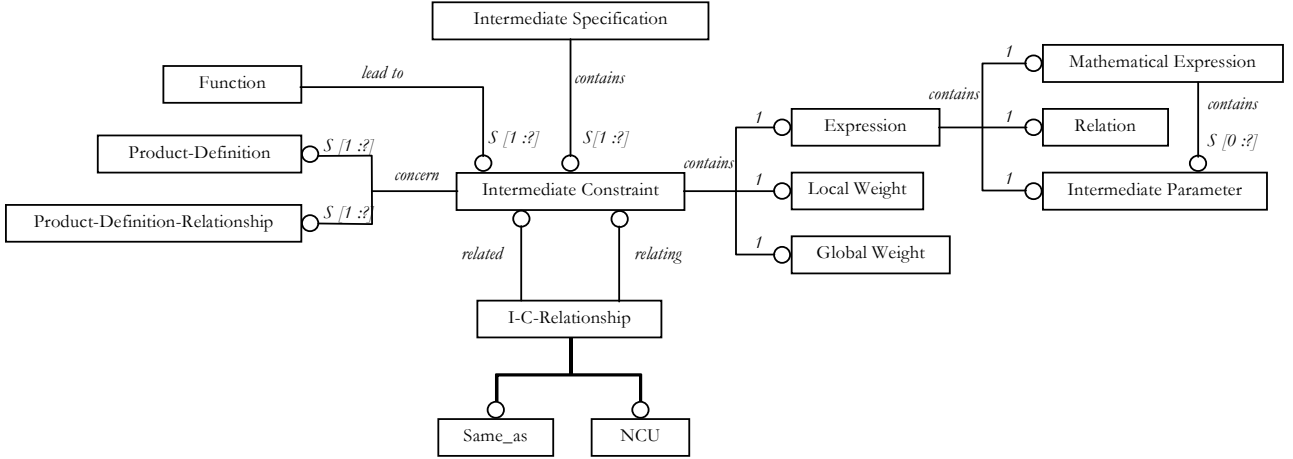 Intermediate Specification
Function
lead to
contains
S [1 :?]
S[1 :?]
Product-Definition
S [1 :?]
Product-Definition-Relationship
S [1 :?]
concern
Intermediate Constraint
contains
1
Expression
1
Local Weight
1
Global Weight
contains
1
Mathematical Expression
1
Relation
1
Intermediate Parameter
contains
S [0 :?]
related
relating
I-C-Relationship
Same_as
NCU